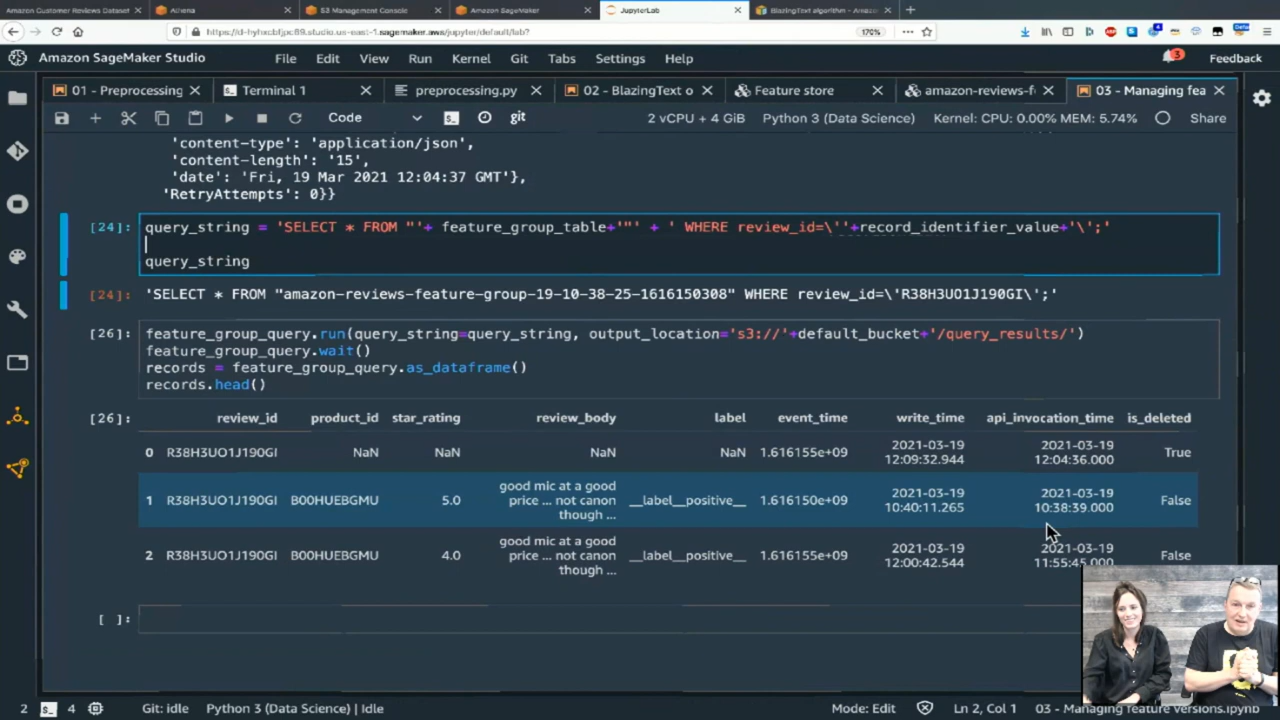 Amazon Customer Reviews Dataset
Athena
S3 Management Console
Amazon SageMaker
JupyterLab
BlazingText algorithm - Amazon
170%
Amazon SageMaker Studio
File Edit View Run Kernel Git Tabs Settings Help
3
Feedback
01 - Preprocessing
Terminal 1
preprocessing.py
02 - BlazingText o
Feature store
amazon-reviews-f
03 - Managing fea
Code
git
2 vCPU + 4 GiB
Python 3 (Data Science)
Kernel: CPU: 0.00% MEM: 5.74%
Share
'content-type': 'application/json',
'content-length': '15',
'date': 'Fri, 19 Mar 2021 12:04:37 GMT'},
'RetryAttempts': 0}}
[24]: query_string = 'SELECT * FROM "'+ feature_group_table+'"' + ' WHERE review_id=\''+record_identifier_value+'\';'
query_string
[24]: 'SELECT * FROM "amazon-reviews-feature-group-19-10-38-25-1616150308" WHERE review_id=\'R38H3UO1J190GI\';'
[26]: feature_group_query.run(query_string=query_string, output_location='s3://'+default_bucket+'/query_results/')
feature_group_query.wait()
records = feature_group_query.as_dataframe()
records.head()
[26]: review_id product_id star_rating review_body label event_time write_time api_invocation_time is_deleted
0 R38H3UO1J190GI NaN NaN NaN NaN 1.616155e+09 2021-03-19 12:09:32.944 2021-03-19 12:04:36.000 True
1 R38H3UO1J190GI B00HUEBGMU 5.0 good mic at a good price ... not canon though ... __label__positive__ 1.616150e+09 2021-03-19 10:40:11.265 2021-03-19 10:38:39.000 False
2 R38H3UO1J190GI B00HUEBGMU 4.0 good mic at a good price ... not canon though ... __label__positive__ 1.616155e+09 2021-03-19 12:00:42.544 2021-03-19 11:55:45.000 False
[ ]:
2 4 Git: idle Python 3 (Data Science) | Idle
Mode: Edit Ln 2, Col 1 03 - Managing feature versions.ipynb